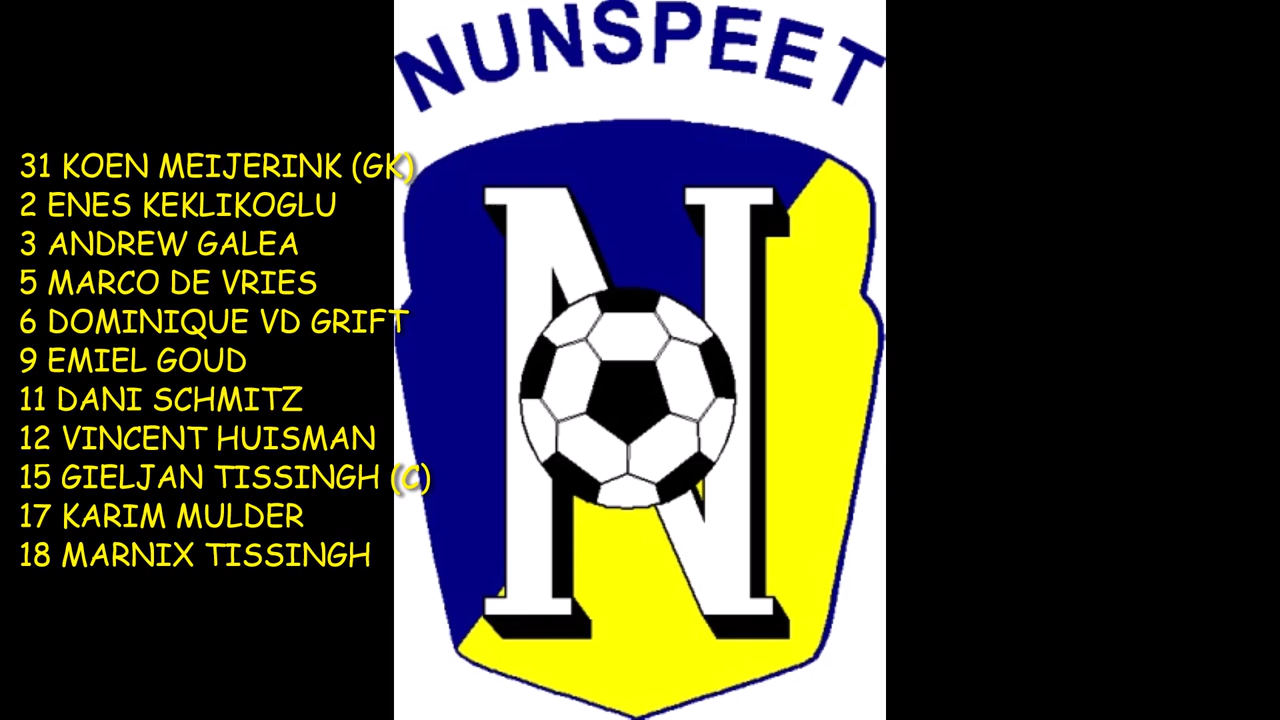 NUNSPEET
31 KOEN MEIJERINK (GK)
2 ENES KEKLIKOGLU
3 ANDREW GALEA
5 MARCO DE VRIES
6 DOMINIQUE VD GRIFT
9 EMIEL GOUD
11 DANI SCHMITZ
12 VINCENT HUISMAN
15 GIELJAN TISSINGH (C)
17 KARIM MULDER
18 MARNIX TISSINGH
N